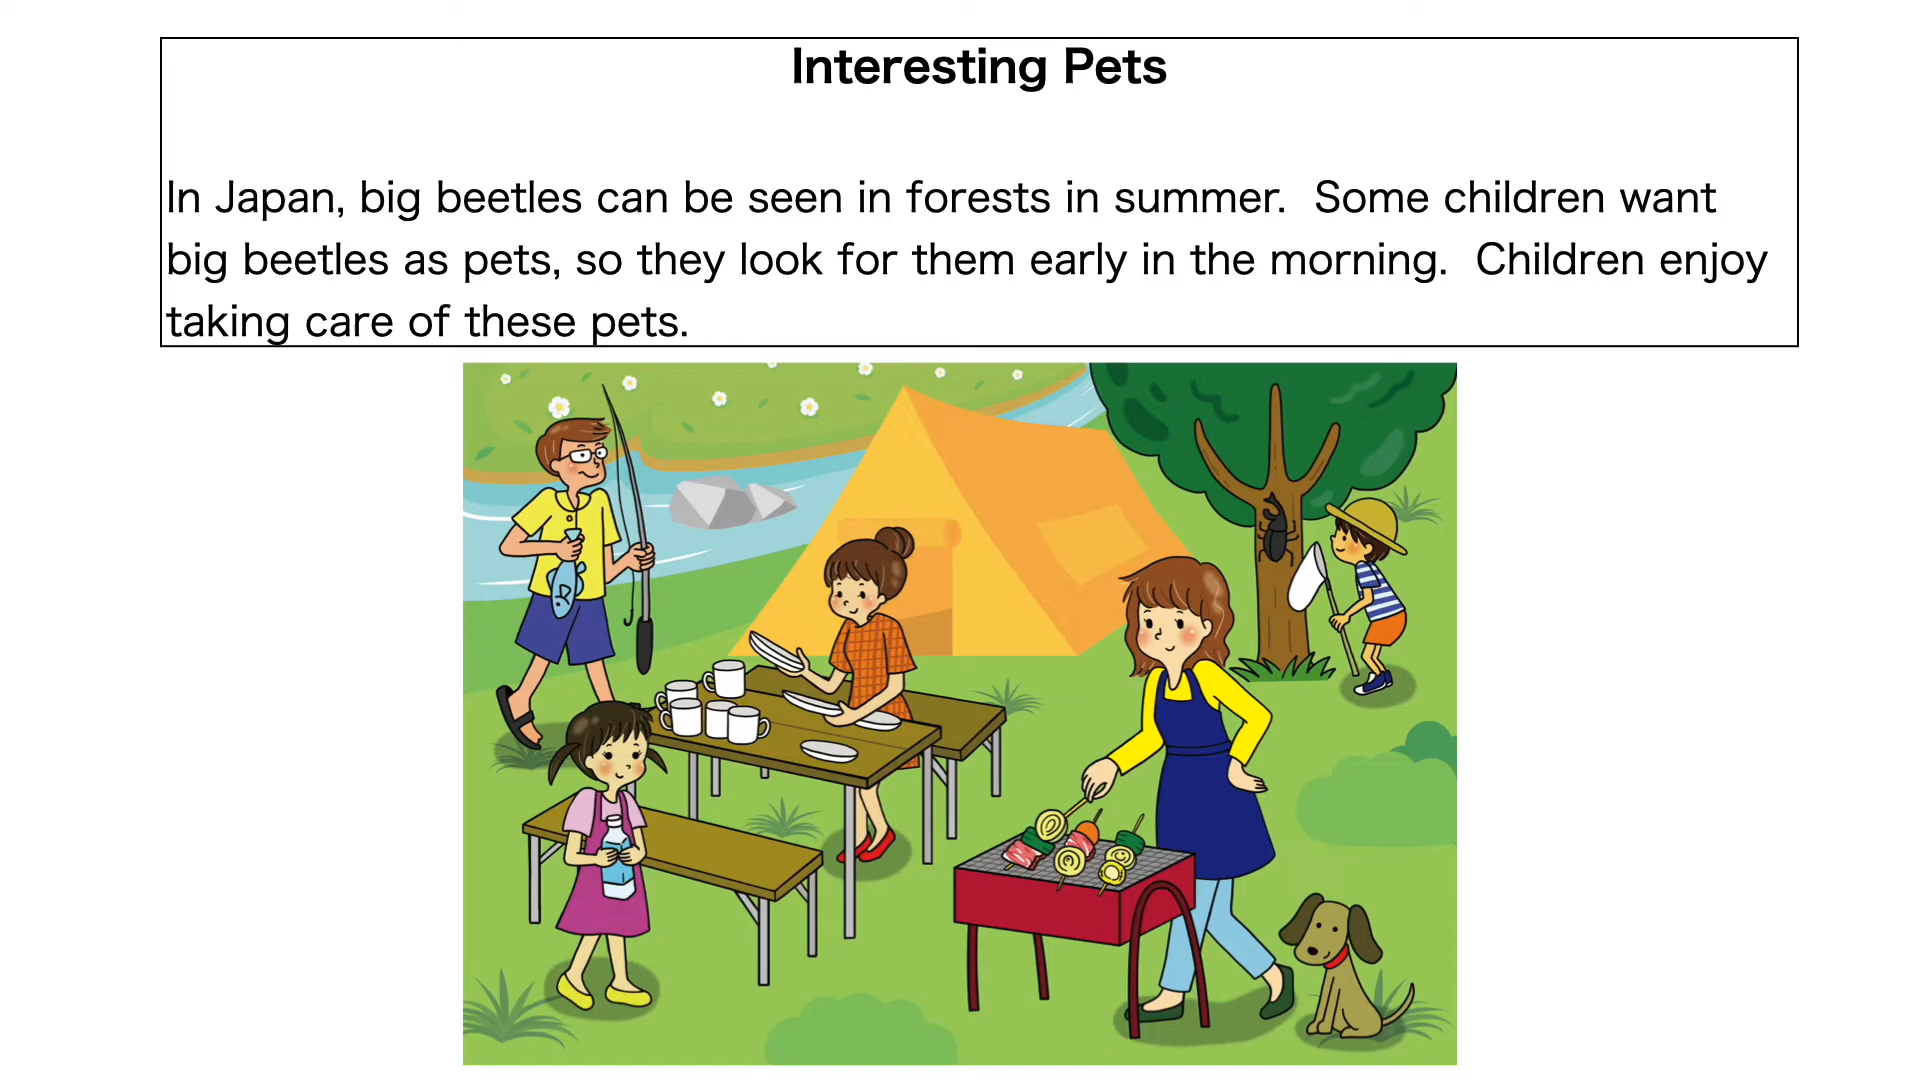 Interesting Pets
In Japan, big beetles can be seen in forests in summer.  Some children want
big beetles as pets, so they look for them early in the morning.  Children enjoy
taking care of these pets.